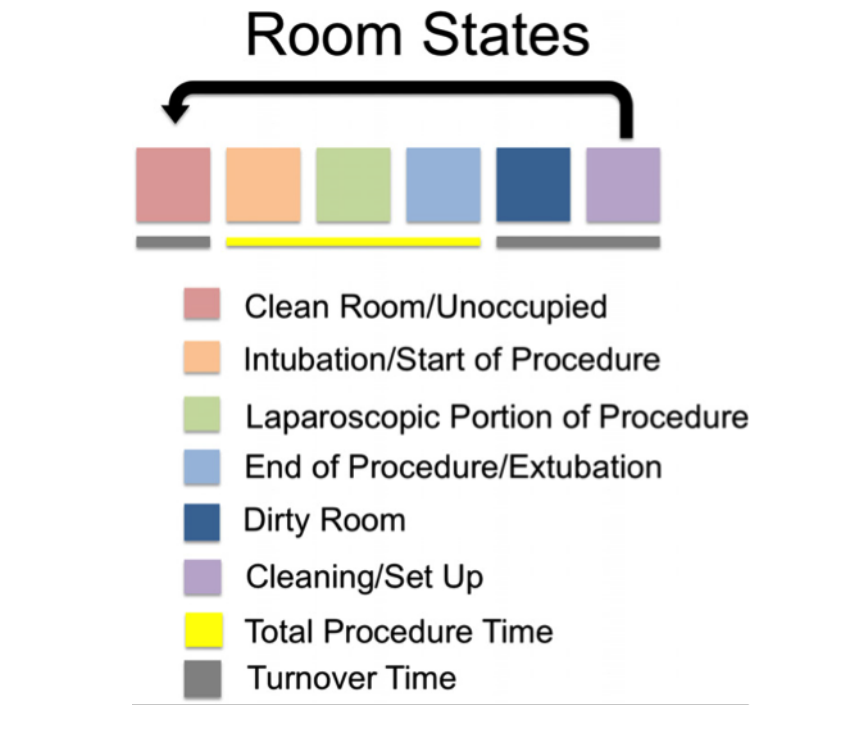 Room States
Clean Room/Unoccupied
Intubation/Start of Procedure
Laparoscopic Portion of Procedure
End of Procedure/Extubation
Dirty Room
Cleaning/Set Up
Total Procedure Time
Turnover Time